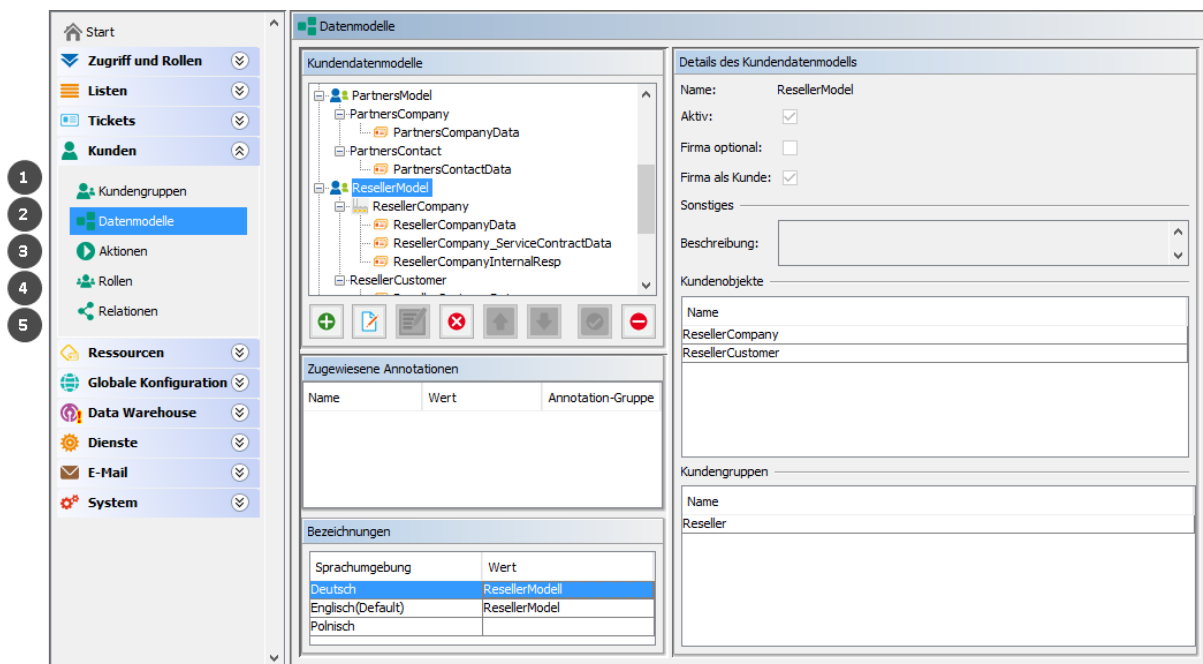 Start
Zugriff und Rollen
Listen
Tickets
Kunden
1
Kundengruppen
2
Datenmodelle
3
Aktionen
4
Rollen
5
Relationen
Ressourcen
Globale Konfiguration
Data Warehouse
Dienste
E-Mail
System
Datenmodelle
Kundendatenmodelle
PartnersModel
PartnersCompany
PartnersCompanyData
PartnersContact
PartnersContactData
ResellerModel
ResellerCompany
ResellerCompanyData
ResellerCompany_ServiceContractData
ResellerCompanyInternalResp
ResellerCustomer
Zugewiesene Annotationen
Name Wert Annotation-Gruppe
Bezeichnungen
Sprachumgebung Wert
Deutsch ResellerModell
Englisch(Default) ResellerModel
Polnisch
Details des Kundendatenmodells
Name: ResellerModel
Aktiv:
Firma optional:
Firma als Kunde:
Sonstiges
Beschreibung:
Kundenobjekte
Name
ResellerCompany
ResellerCustomer
Kundengruppen
Name
Reseller